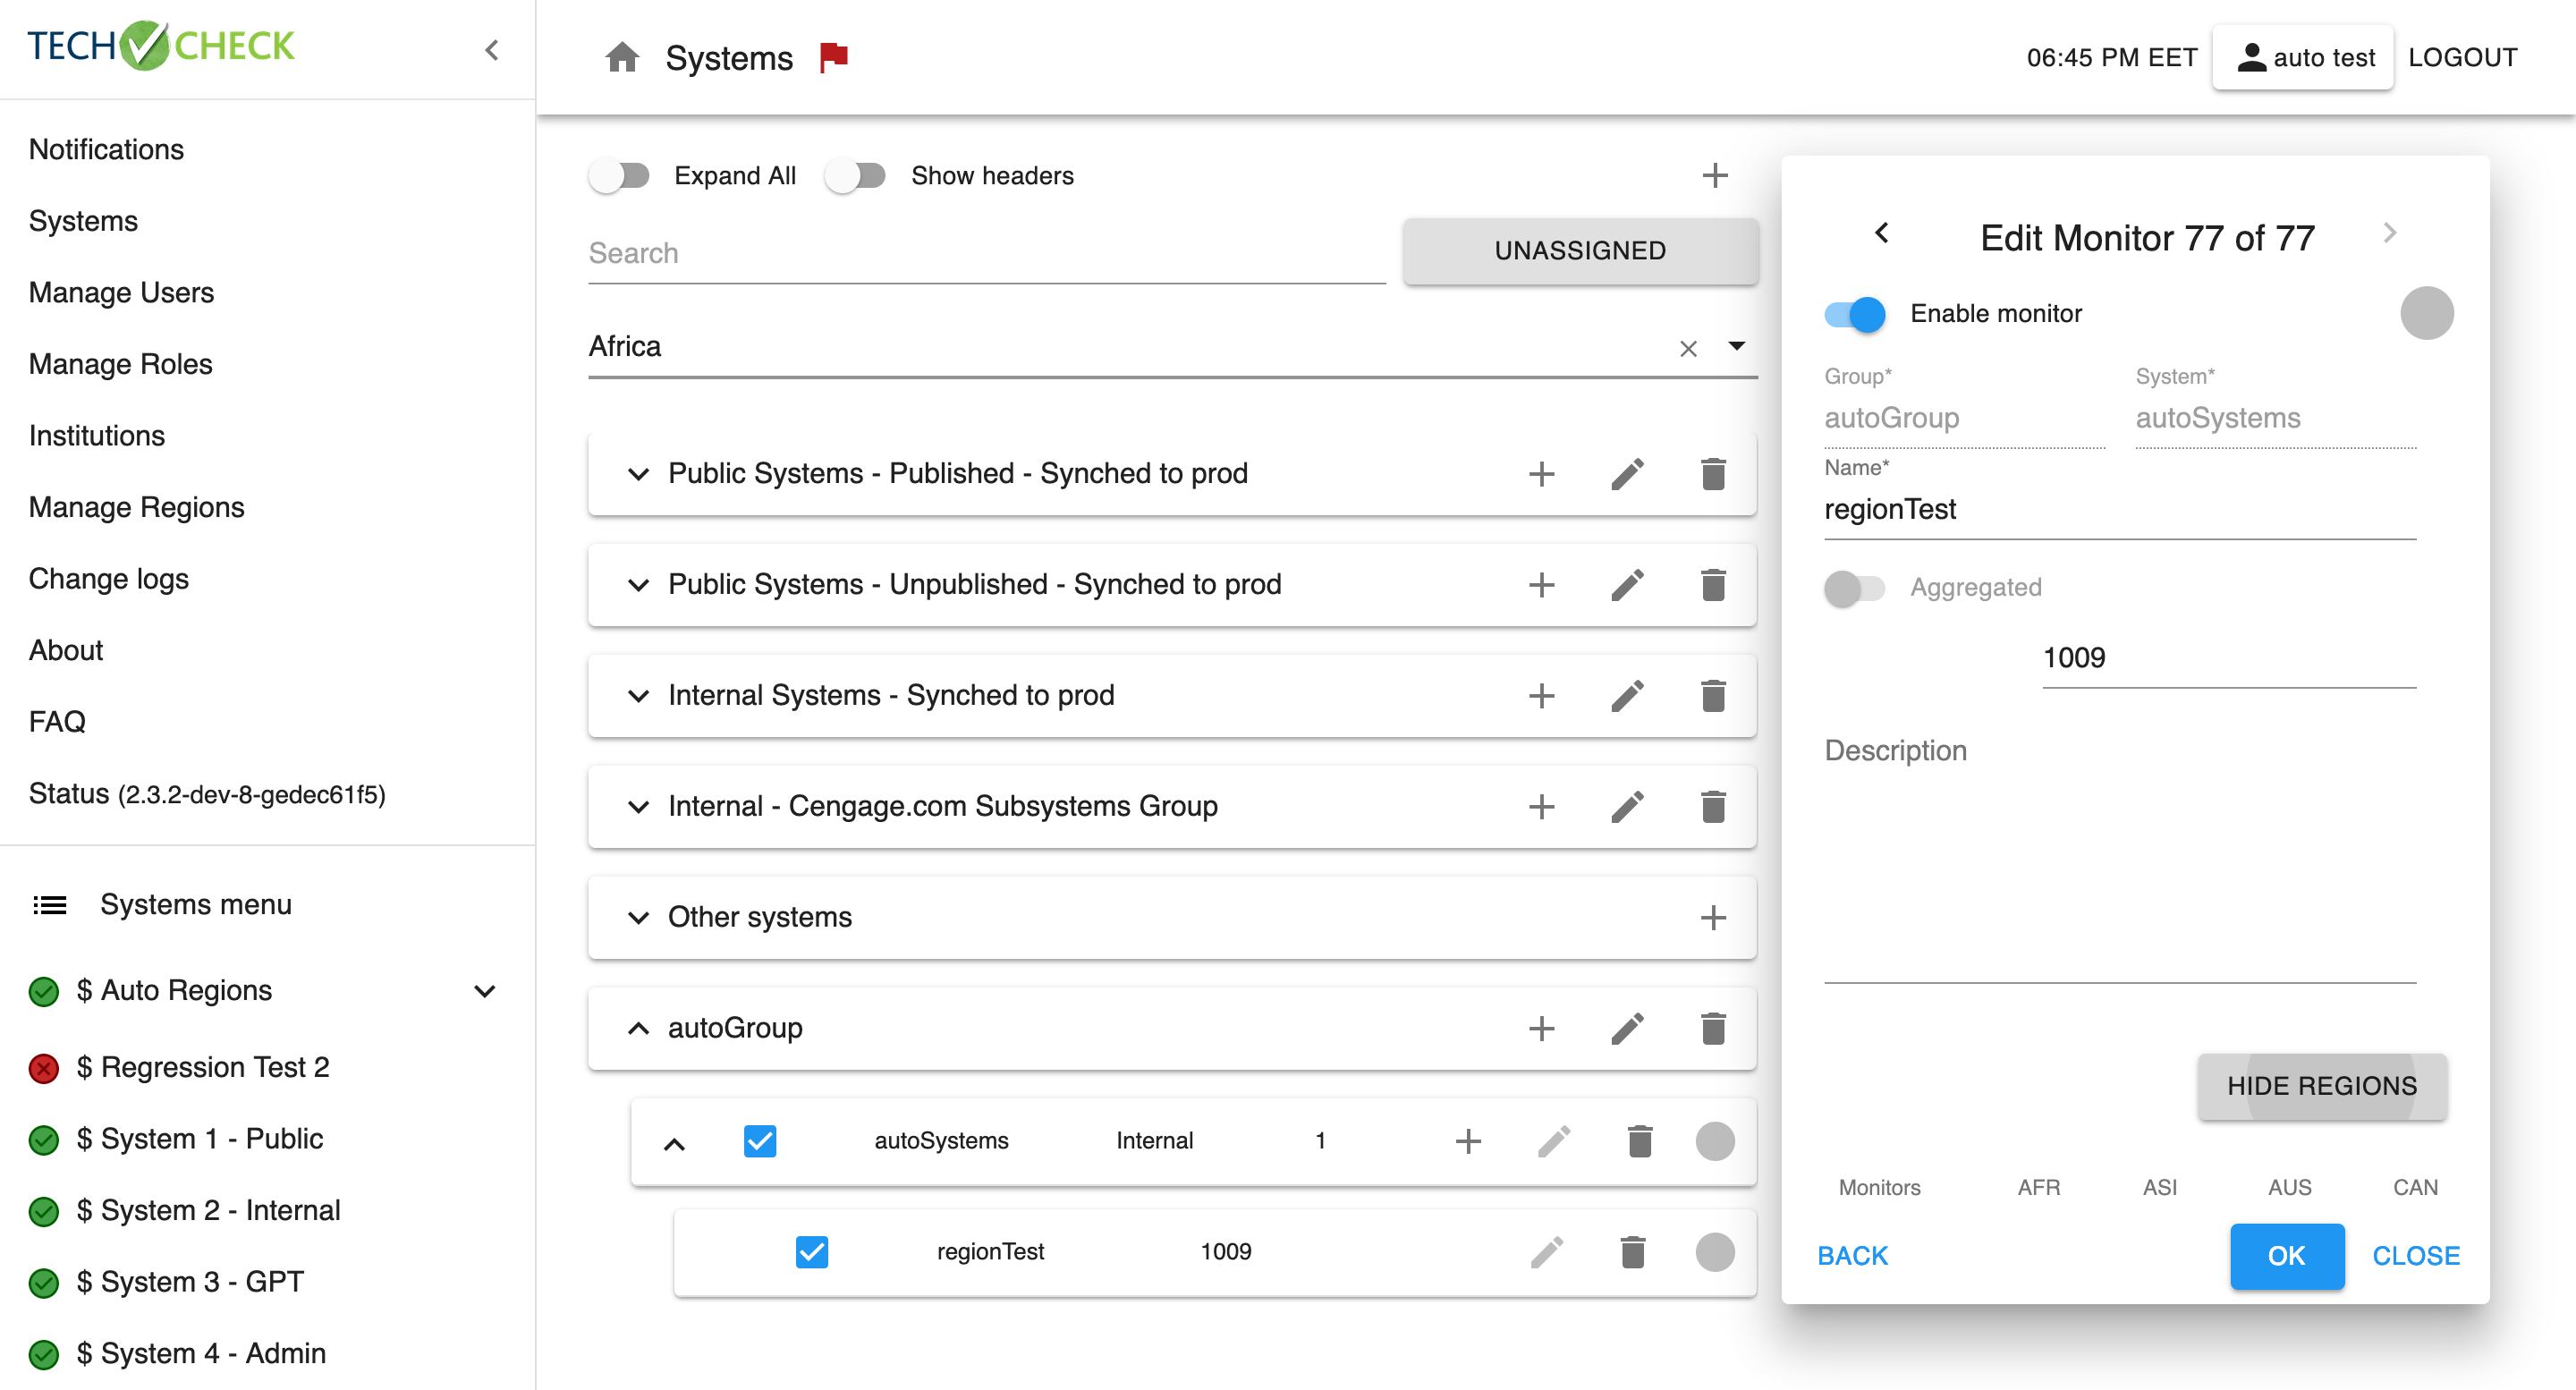 TECH CHECK
Notifications
Systems
Manage Users
Manage Roles
Institutions
Manage Regions
Change logs
About
FAQ
Status (2.3.2-dev-8-gedec61f5)
Systems menu
$ Auto Regions
$ Regression Test 2
$ System 1 - Public
$ System 2 - Internal
$ System 3 - GPT
$ System 4 - Admin
Systems
06:45 PM EET
auto test
LOGOUT
Expand All
Show headers
Search
UNASSIGNED
Africa
Public Systems - Published - Synched to prod
Public Systems - Unpublished - Synched to prod
Internal Systems - Synched to prod
Internal - Cengage.com Subsystems Group
Other systems
autoGroup
autoSystems Internal 1
regionTest 1009
Edit Monitor 77 of 77
Enable monitor
Group* System*
autoGroup autoSystems
Name*
regionTest
Aggregated
1009
Description
HIDE REGIONS
Monitors AFR ASI AUS CAN
BACK OK CLOSE